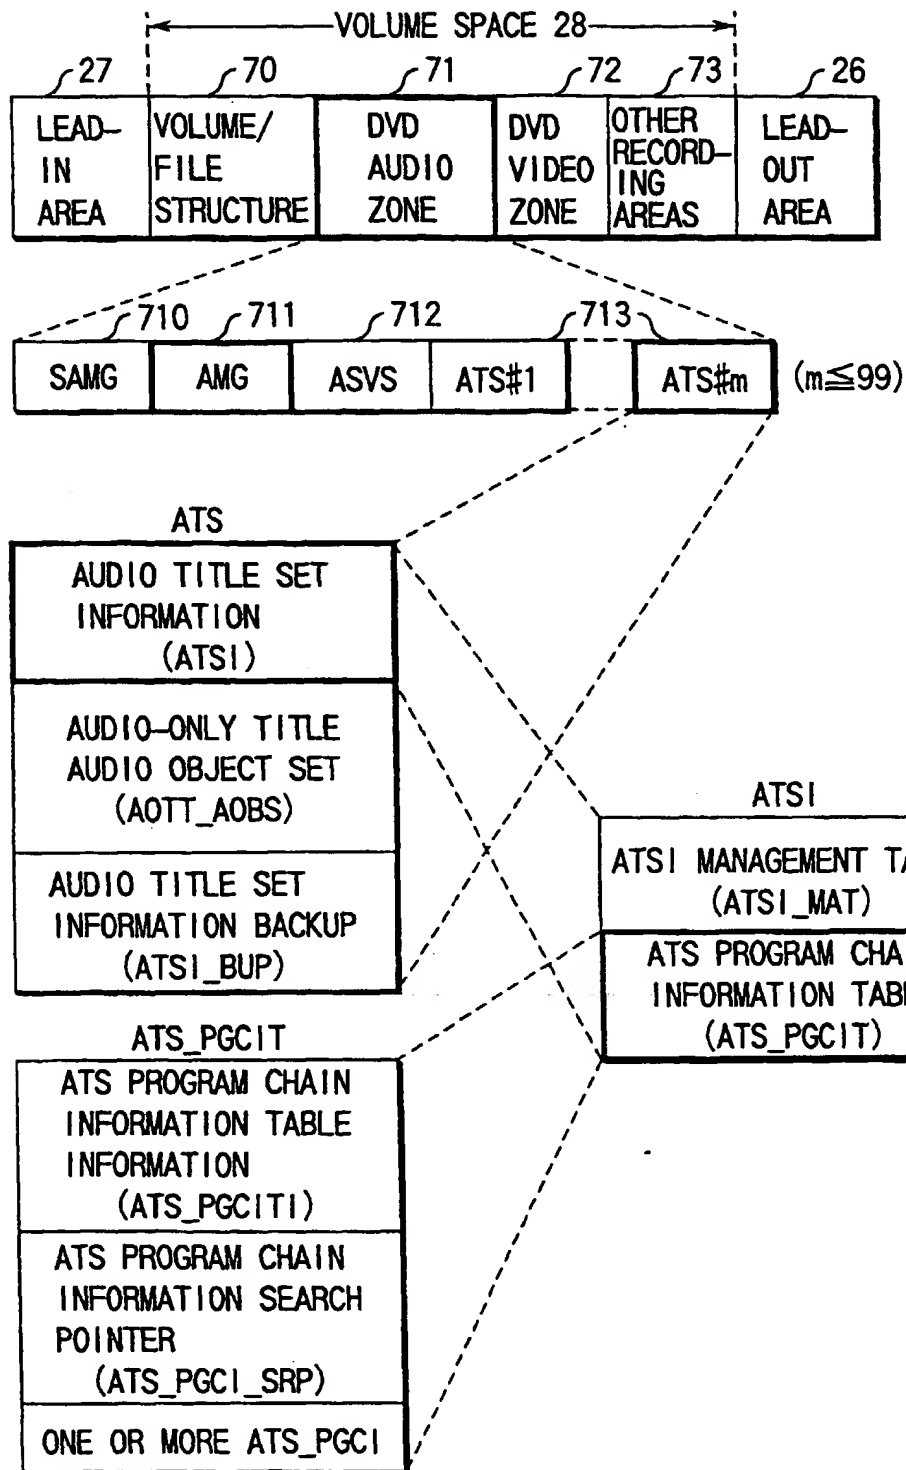 VOLUME SPACE 28
27 70 71 72 73 26
LEAD-
IN
AREA
VOLUME/
FILE
STRUCTURE
DVD
AUDIO
ZONE
DVD
VIDEO
ZONE
OTHER
RECORD-
ING
AREAS
LEAD-
OUT
AREA
710 711 712 713
SAMG AMG ASVS ATS#1 ATS#m (m≦99)
ATS
AUDIO TITLE SET
INFORMATION
(ATSI)
AUDIO-ONLY TITLE
AUDIO OBJECT SET
(AOTT_AOBS)
AUDIO TITLE SET
INFORMATION BACKUP
(ATSI_BUP)
ATSI
ATSI MANAGEMENT
(ATSI_MAT)
ATS PROGRAM
INFORMATION
(ATS_PGCIT)
ATS_PGCIT
ATS PROGRAM CHAIN
INFORMATION TABLE
INFORMATION
(ATS_PGCITI)
ATS PROGRAM CHAIN
INFORMATION SEARCH
POINTER
(ATS_PGCI_SRP)
ONE OR MORE ATS_PGCI